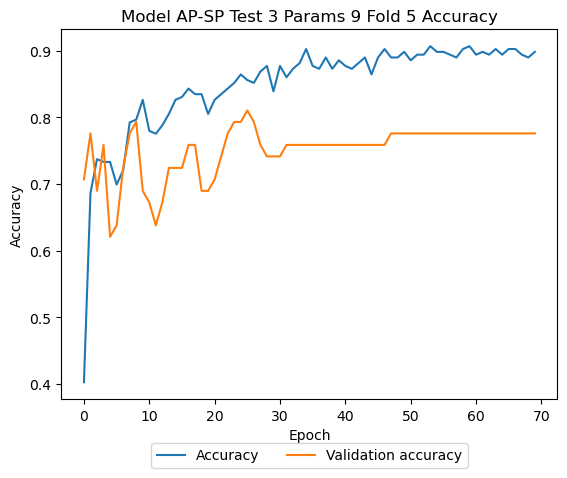 Model AP-SP Test 3 Params 9 Fold 5 Accuracy
0.9
0.8
0.7
0.6
0.5
0.4
Accuracy
0 10 20 30 40 50 60 70
Epoch
Accuracy Validation accuracy